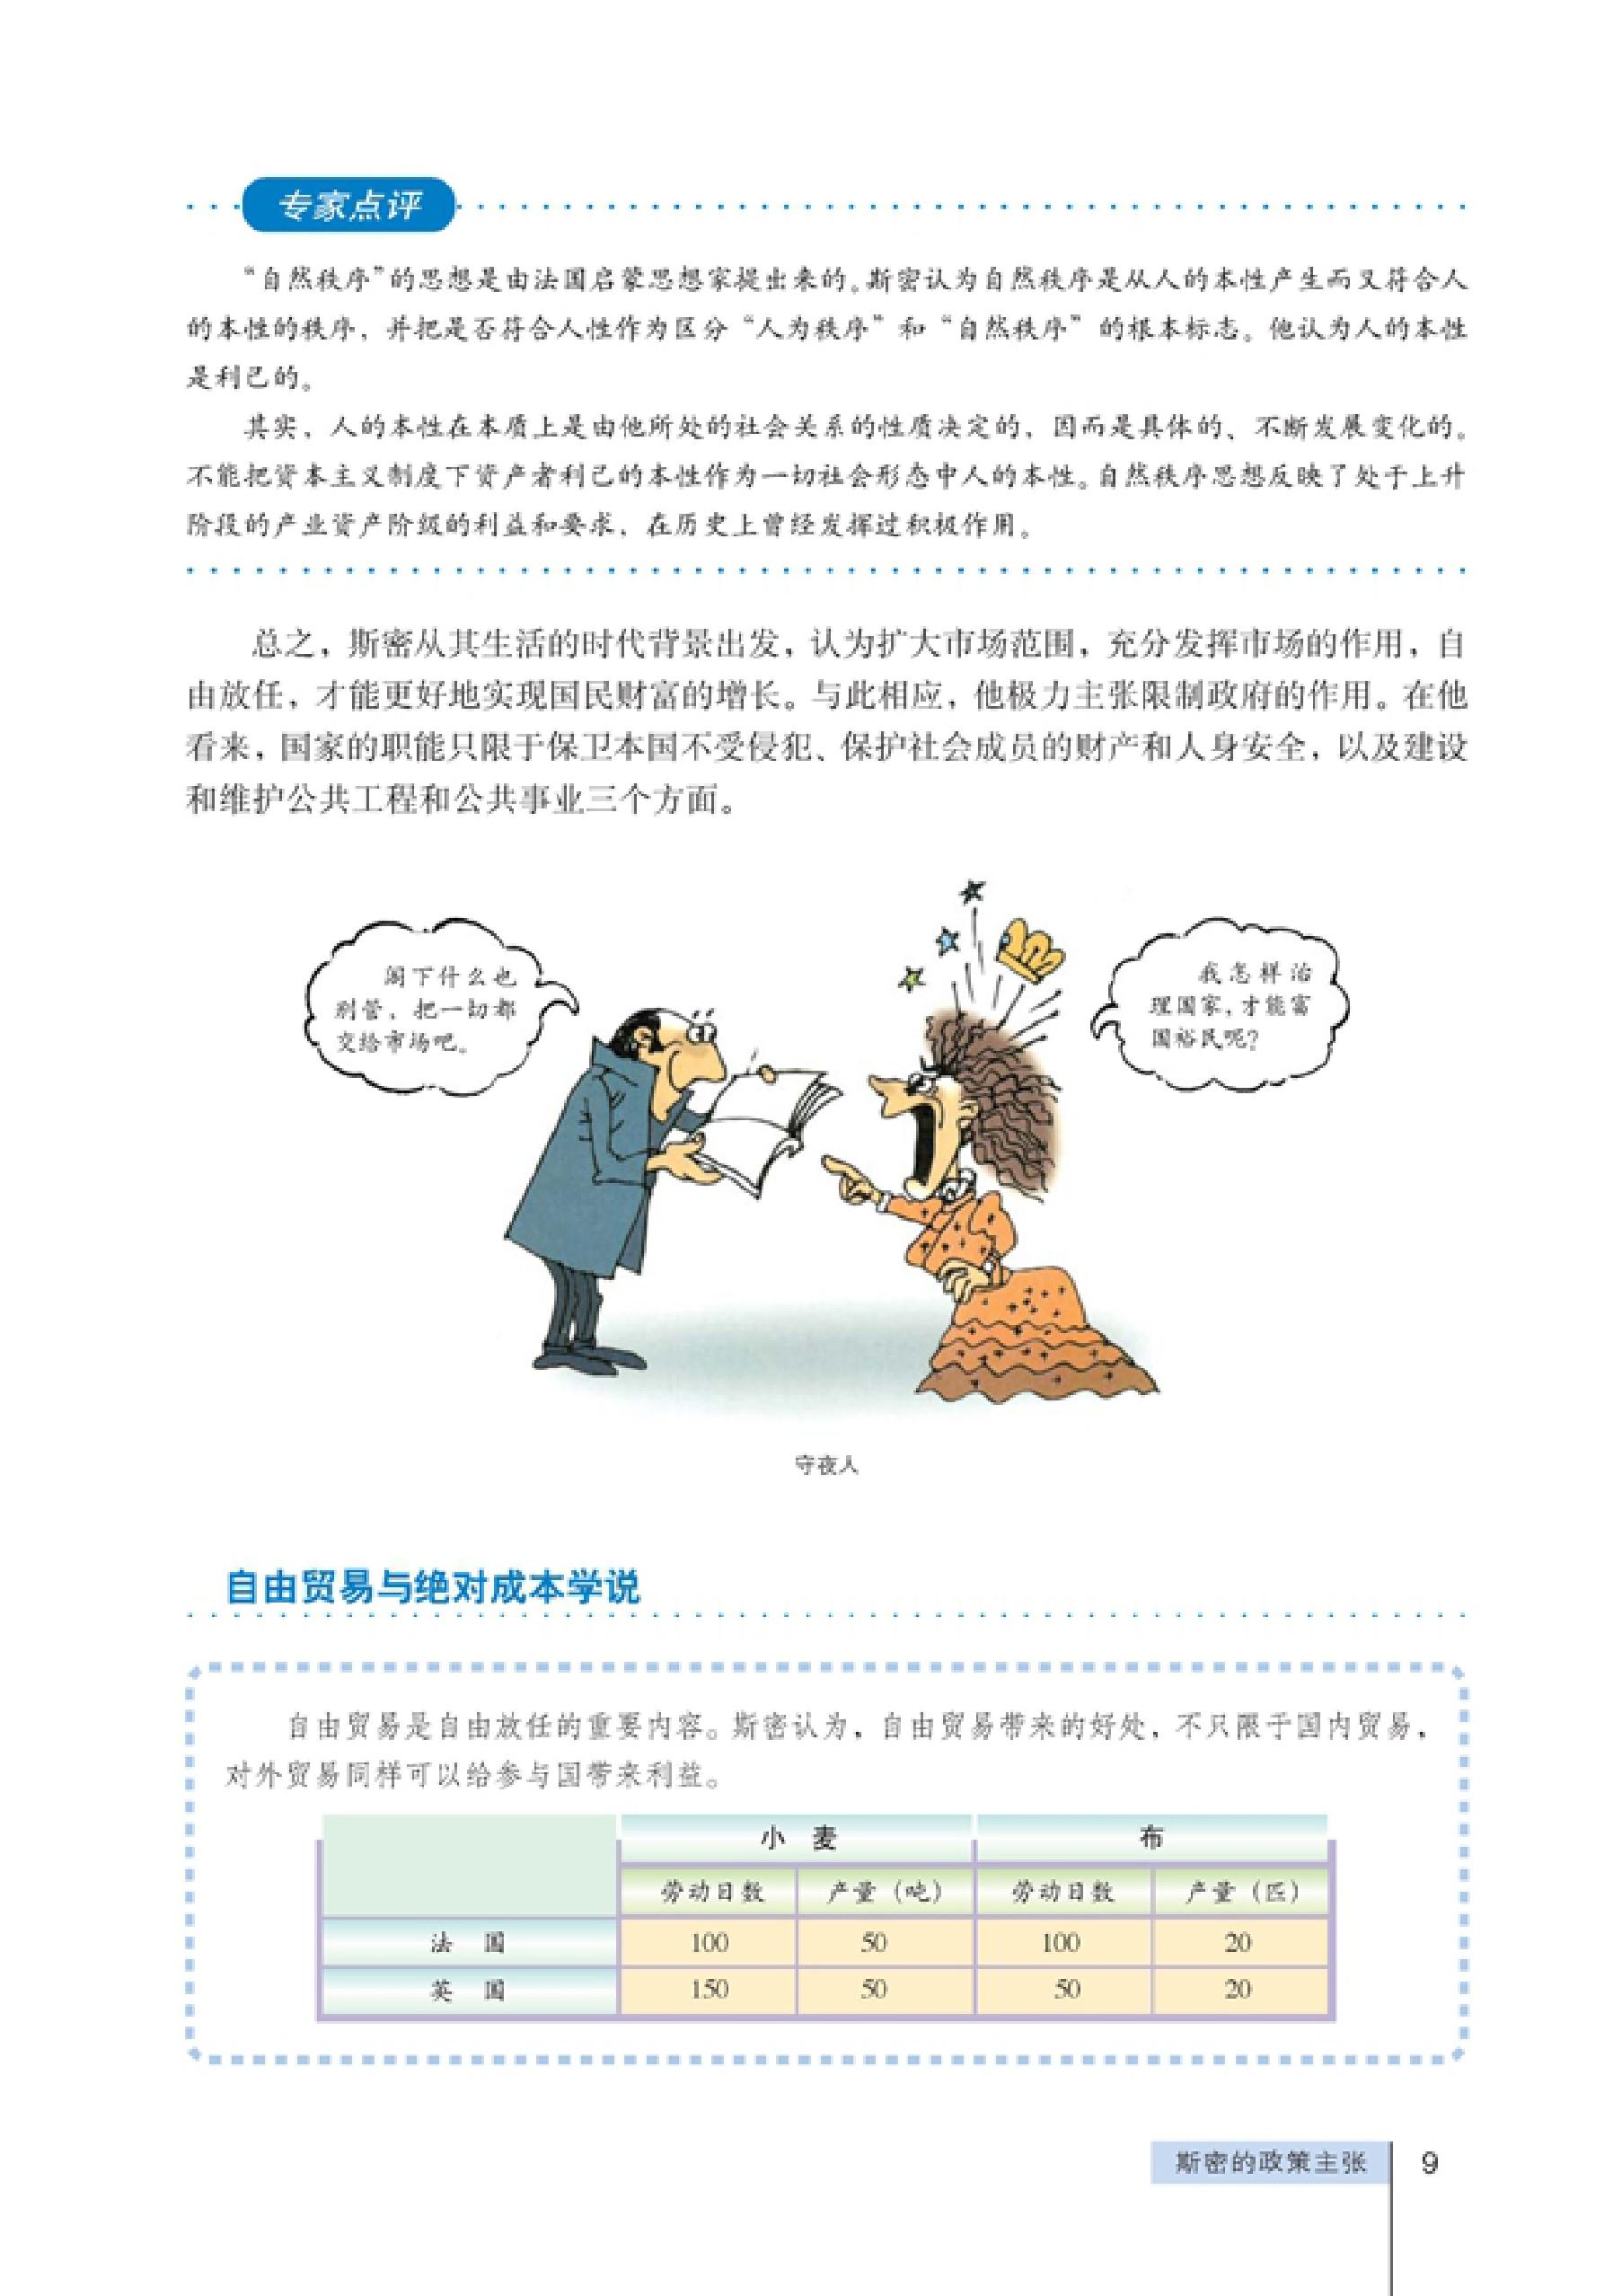 专家点评
“自然秩序”的思想是由法国启蒙思想家提出来的。斯密认为自然秩序是从人的本性产生而又符合人
的本性的秩序，并把是否符合人性作为区分“人为秩序”和“自然秩序”的根本标志。他认为人的本性
是利己的。
其实，人的本性在本质上是由他所处的社会关系的性质决定的，因而是具体的、不断发展变化的。
不能把资本主义制度下资产者利己的本性作为一切社会形态中人的本性。自然秩序思想反映了处于上升
阶段的产业资产阶级的利益和要求，在历史上曾经发挥过积极作用。
总之，斯密从其生活的时代背景出发，认为扩大市场范围，充分发挥市场的作用，自
由放任，才能更好地实现国民财富的增长。与此相应，他极力主张限制政府的作用。在他
看来，国家的职能只限于保卫本国不受侵犯、保护社会成员的财产和人身安全，以及建设
和维护公共工程和公共事业三个方面。
阁下什么也
别管，把一切都
交给市场吧。
我怎样治
理国家，才能富
国裕民呢？
守夜人
自由贸易与绝对成本学说
自由贸易是自由放任的重要内容。斯密认为，自由贸易带来的好处，不只限于国内贸易，
对外贸易同样可以给参与国带来利益。
小 麦 布
劳动日数 产量（吨） 劳动日数 产量（匹）
法 国 100 50 100 20
英 国 150 50 50 20
斯密的政策主张 9